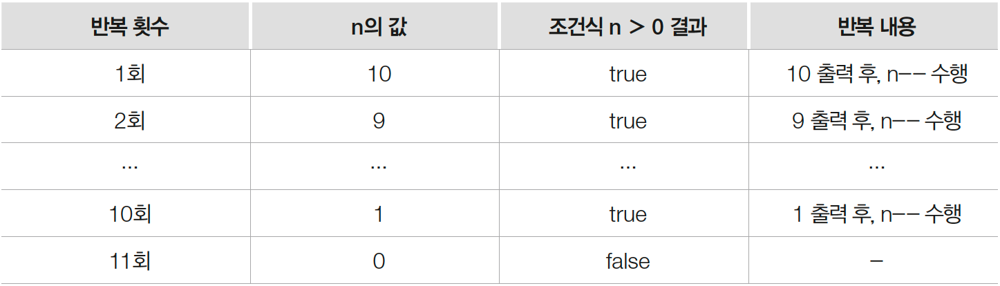 반복 횟수 n의 값 조건식 n > 0 결과 반복 내용
1회 10 true 10 출력 후, n-- 수행
2회 9 true 9 출력 후, n-- 수행
... ... ... ...
10회 1 true 1 출력 후, n-- 수행
11회 0 false -